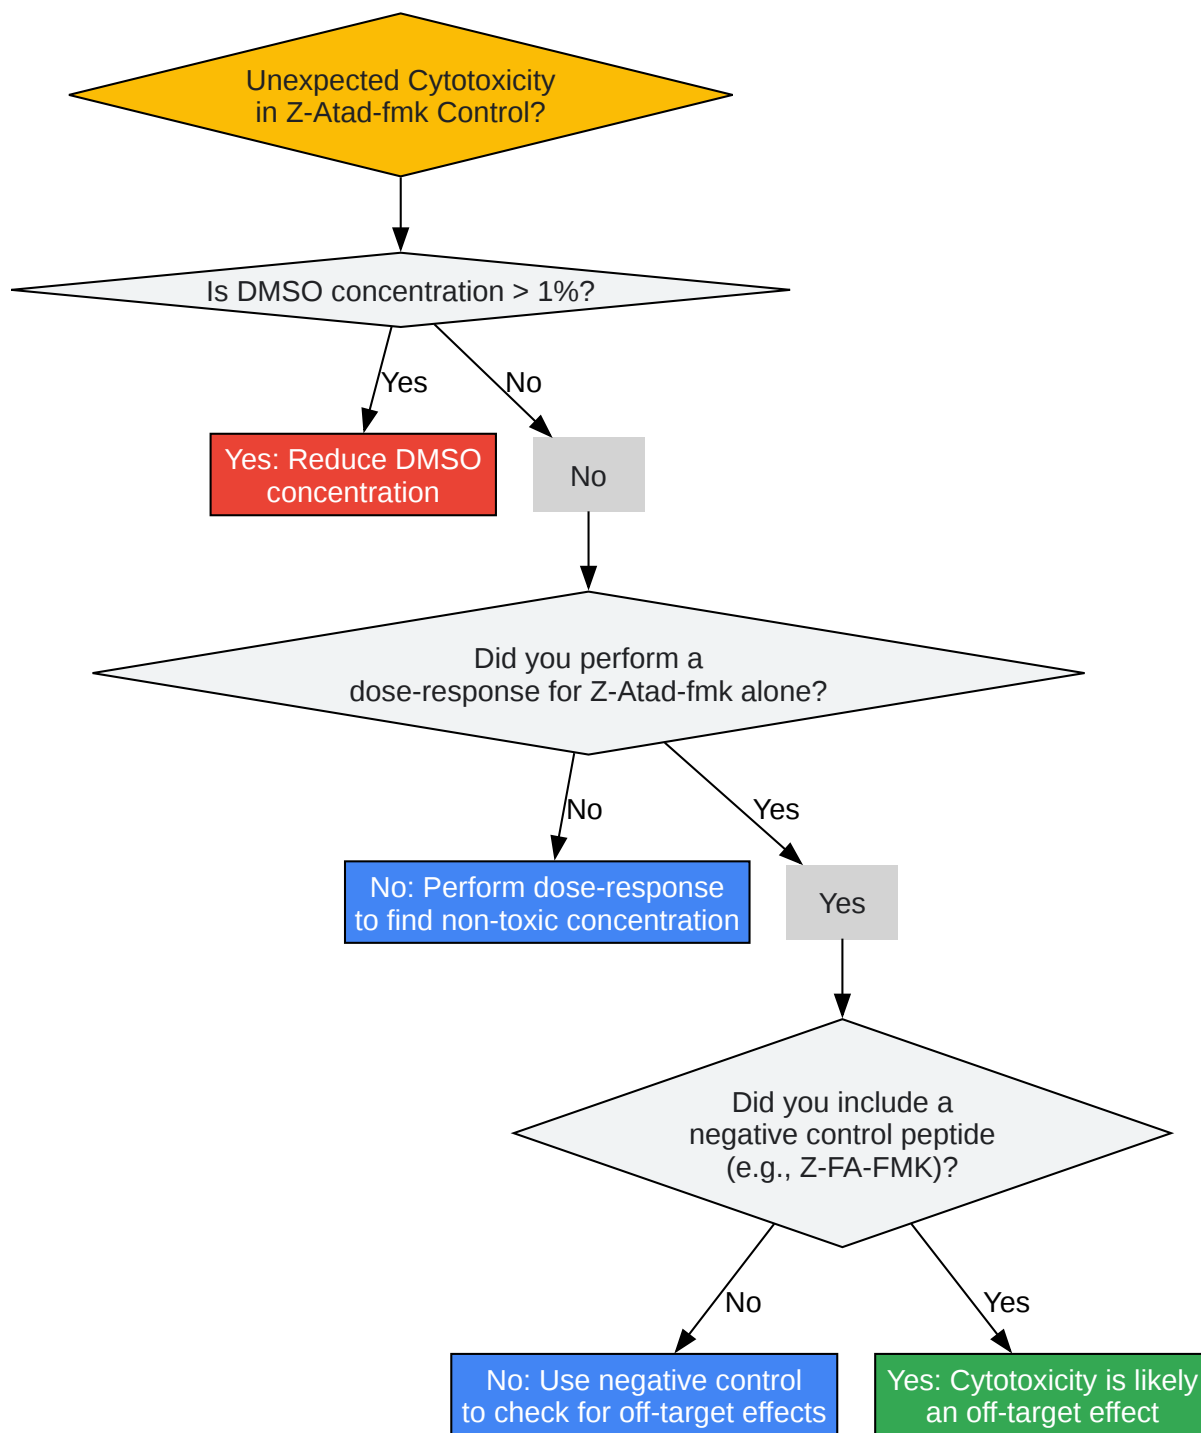 Unexpected Cytotoxicity
in Z-Atad-fmk Control?
Is DMSO concentration > 1%?
Yes
No
Yes: Reduce DMSO
concentration
No
Did you perform a
dose-response for Z-Atad-fmk alone?
No
Yes
No: Perform dose-response
to find non-toxic concentration
Yes
Did you include a
negative control peptide
(e.g., Z-FA-FMK)?
No
Yes
No: Use negative control
to check for off-target effects
Yes: Cytotoxicity is likely
an off-target effect